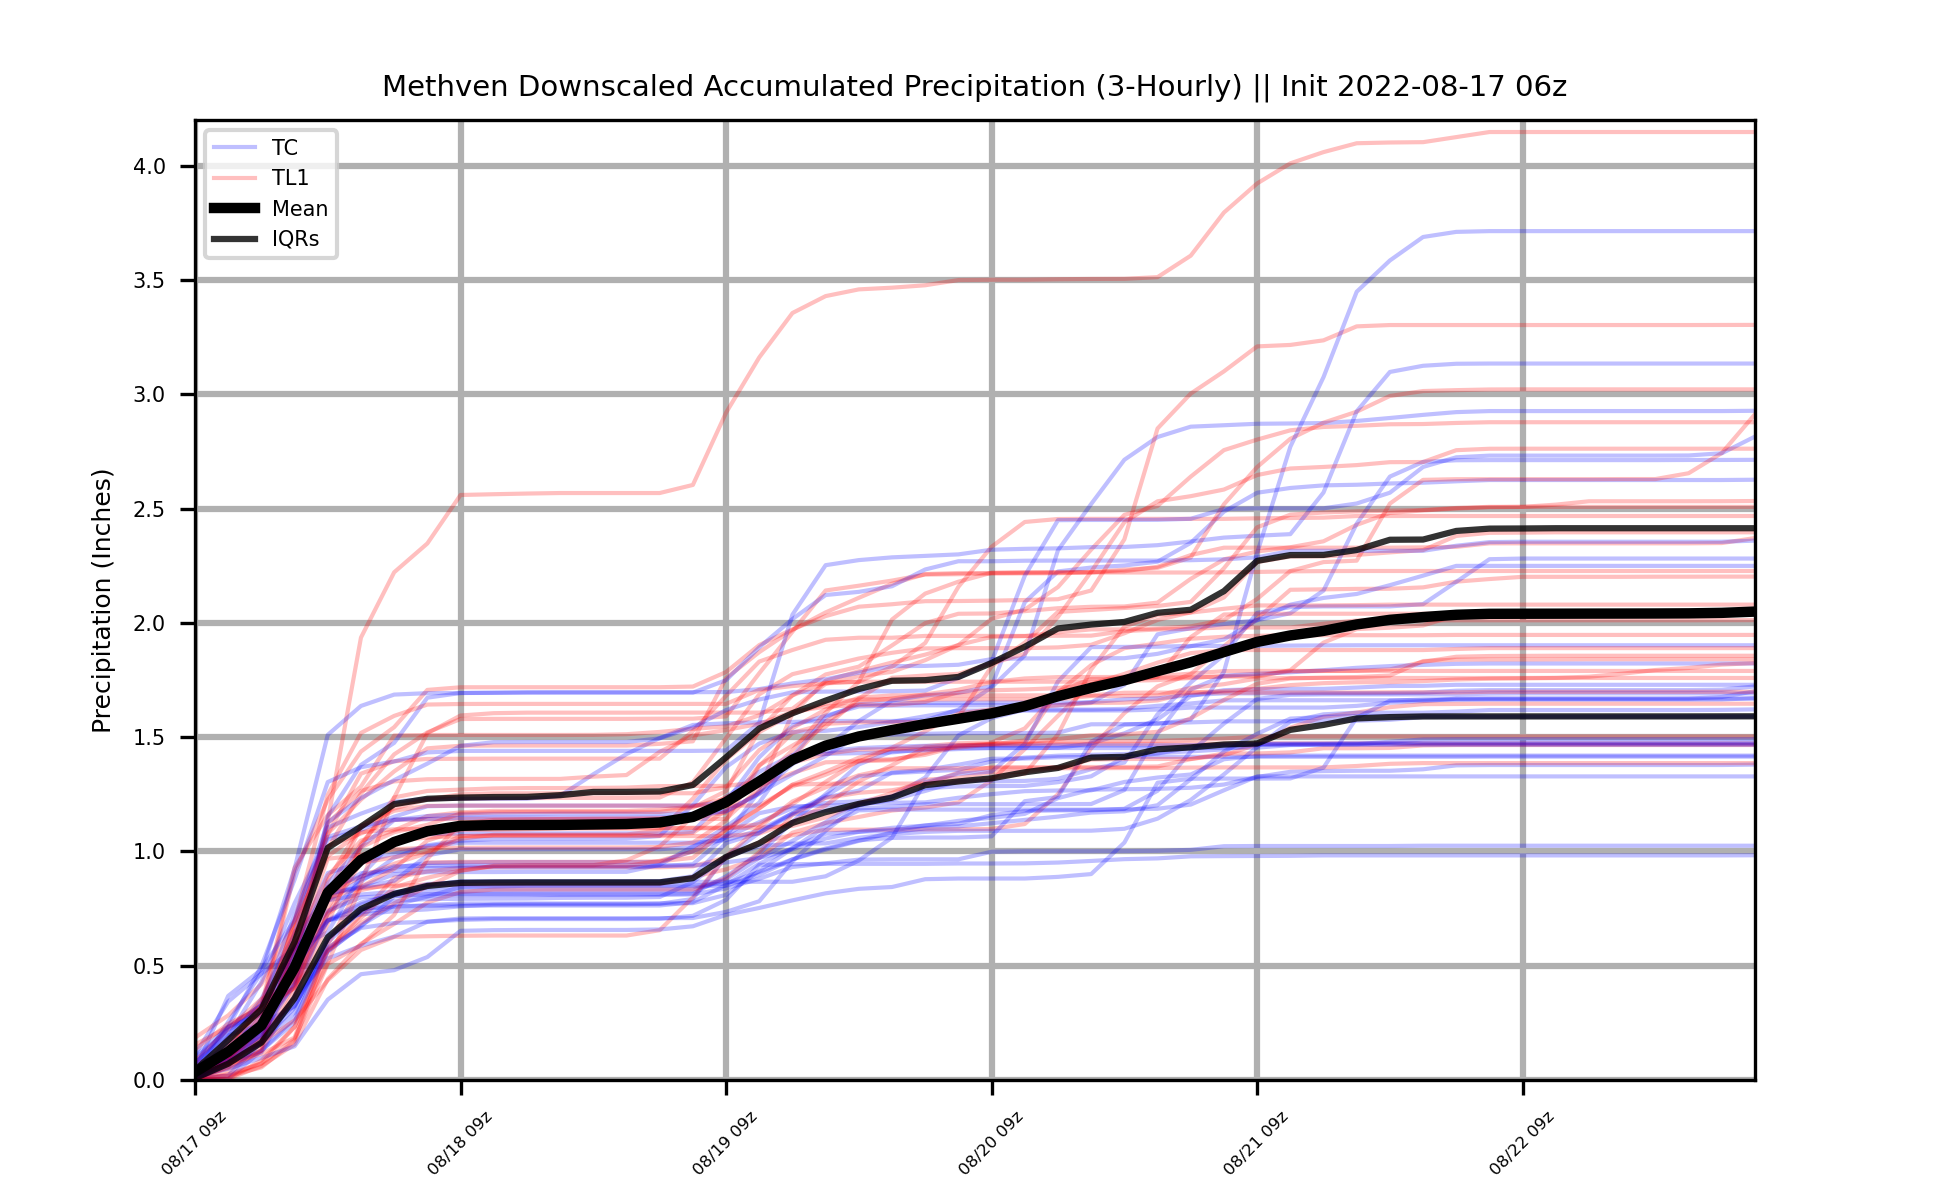 Methven Downscaled Accumulated Precipitation (3-Hourly) || Init 2022-08-17 06z
TC
TL1
Mean
IQRs
Precipitation (Inches)
4.0
3.5
3.0
2.5
2.0
1.5
1.0
0.5
0.0
08/17 09z
08/18 09z
08/19 09z
08/20 09z
08/21 09z
08/22 09z